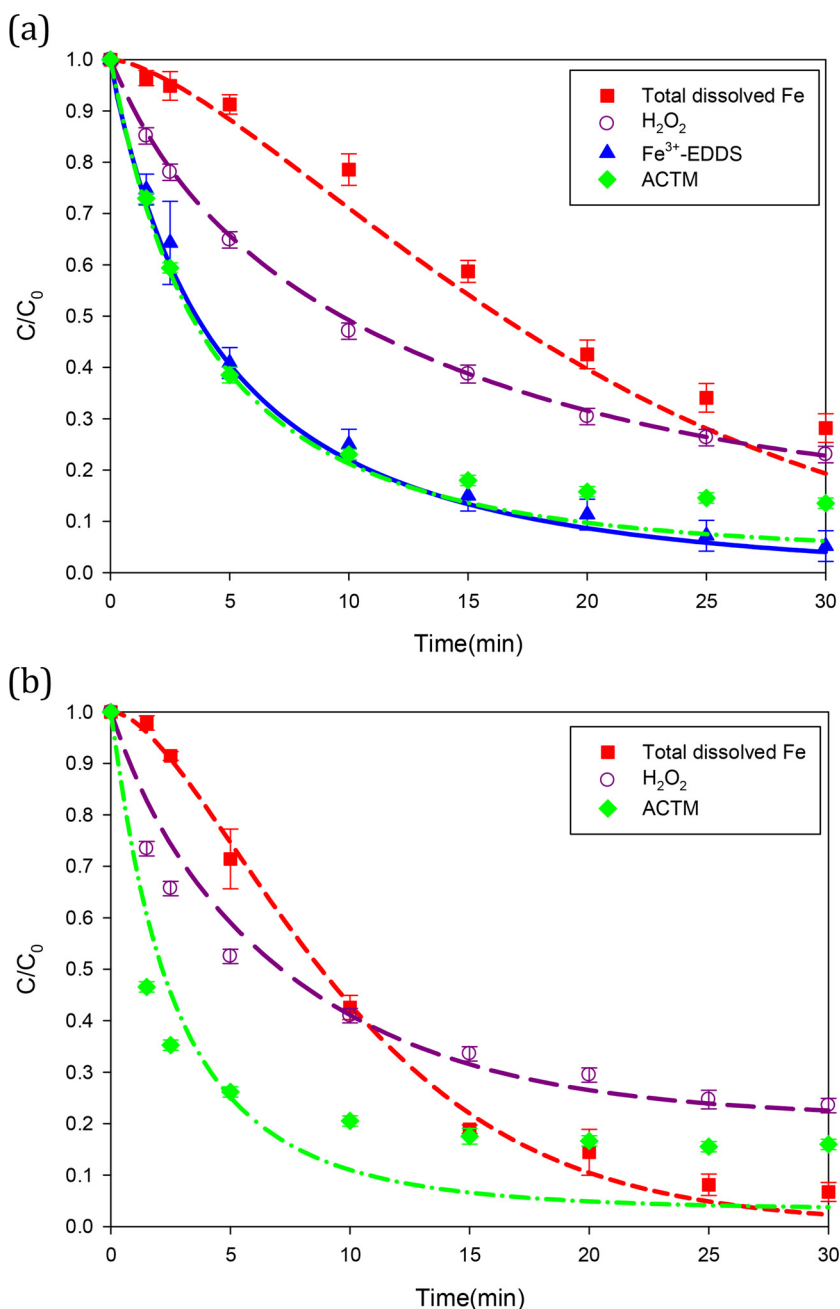 (a)
1.0
0.9
0.8
0.7
0.6
0.5
0.4
0.3
0.2
0.1
0.0
C/C₀
Total dissolved Fe
H₂O₂
Fe³⁺-EDDS
ACTM
0 5 10 15 20 25 30
Time(min)
(b)
1.0
0.9
0.8
0.7
0.6
0.5
0.4
0.3
0.2
0.1
0.0
C/C₀
Total dissolved Fe
H₂O₂
ACTM
0 5 10 15 20 25 30
Time(min)